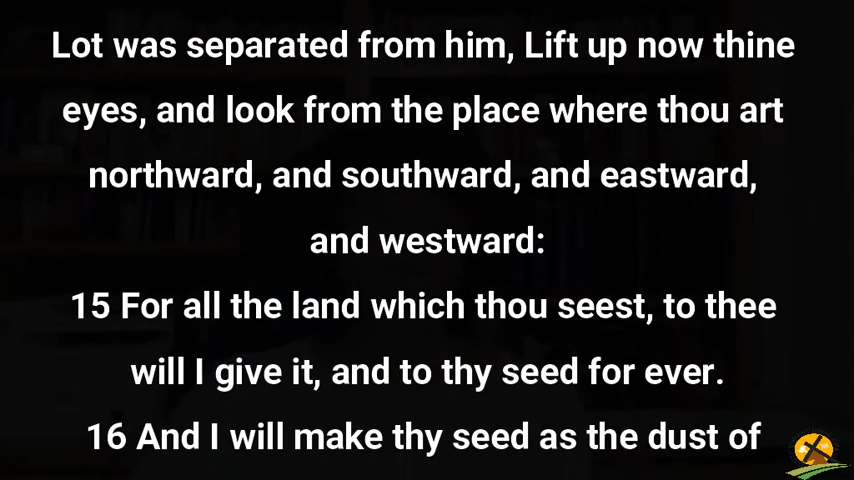 Lot was separated from him, Lift up now thine
eyes, and look from the place where thou art
northward, and southward, and eastward,
and westward:
15 For all the land which thou seest, to thee
will I give it, and to thy seed for ever.
16 And I will make thy seed as the dust of